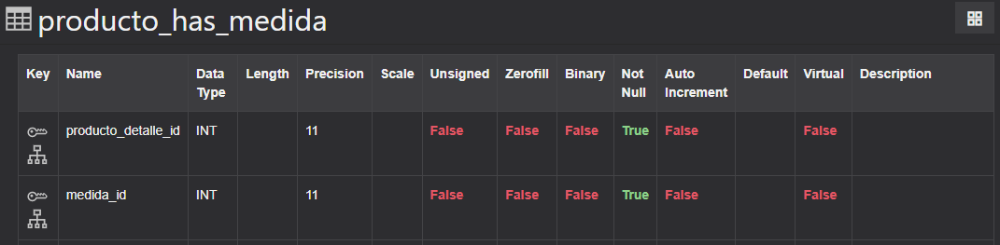 producto_has_medida
Key Name Data Type Length Precision Scale Unsigned Zerofill Binary Not Null Auto Increment Default Virtual Description
producto_detalle_id INT 11 False False False True False False
medida_id INT 11 False False False True False False